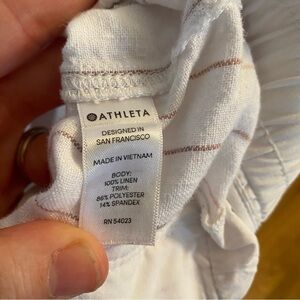 ATHLETA
DESIGNED IN
SAN FRANCISCO
MADE IN VIETNAM
BODY:
100% LINEN
TRIM:
86% POLYESTER
14% SPANDEX
RN 54023